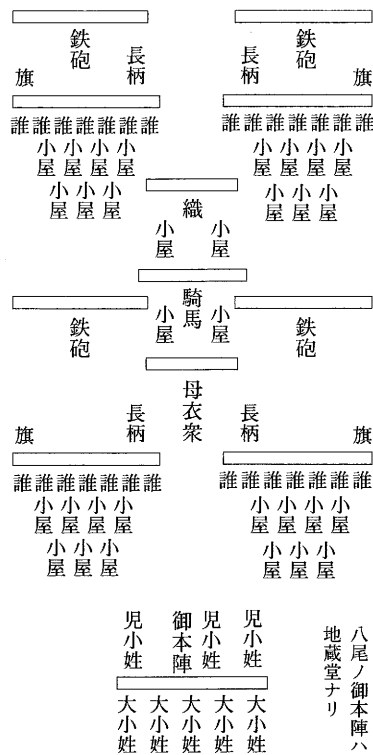 鉄砲 鉄砲
旗 長柄 長柄 旗
誰誰誰誰誰誰誰 誰誰誰誰誰誰誰
小屋 小屋 小屋 小屋 小屋 小屋 小屋 小屋
小屋 小屋 小屋 小屋 小屋 小屋
織
小屋 小屋
騎馬
小屋 小屋
鉄砲 鉄砲
母衣衆
旗 長柄 長柄 旗
誰誰誰誰誰誰誰 誰誰誰誰誰誰誰
小屋 小屋 小屋 小屋 小屋 小屋 小屋 小屋
小屋 小屋 小屋 小屋 小屋 小屋
八尾ノ御本陣ハ
地蔵堂ナリ
児小姓 御本陣 児小姓 児小姓
大小姓 大小姓 大小姓 大小姓 大小姓